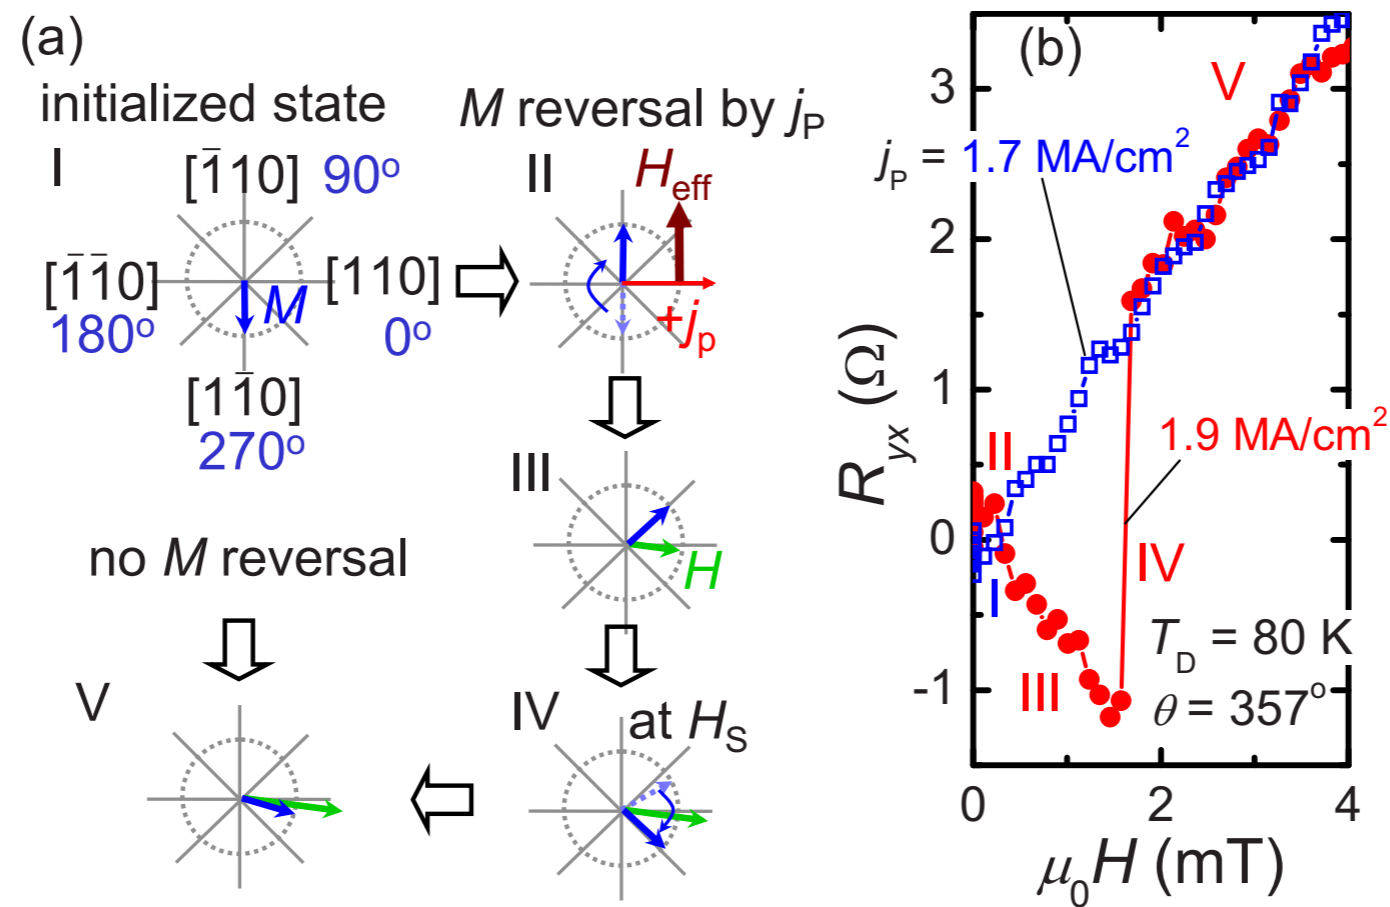 (a)
initialized state
I
[1̄10] 90°
[1̄1̄0]
180°
[110]
0°
M
[11̄0]
270°
M reversal by jP
II
Heff
+jp
III
H
no M reversal
V
IV
at HS
(b)
V
jP = 1.7 MA/cm²
1.9 MA/cm²
II
I
III
IV
TD = 80 K
θ = 357°
3
2
1
0
-1
Ryx (Ω)
0 2 4
μ0H (mT)